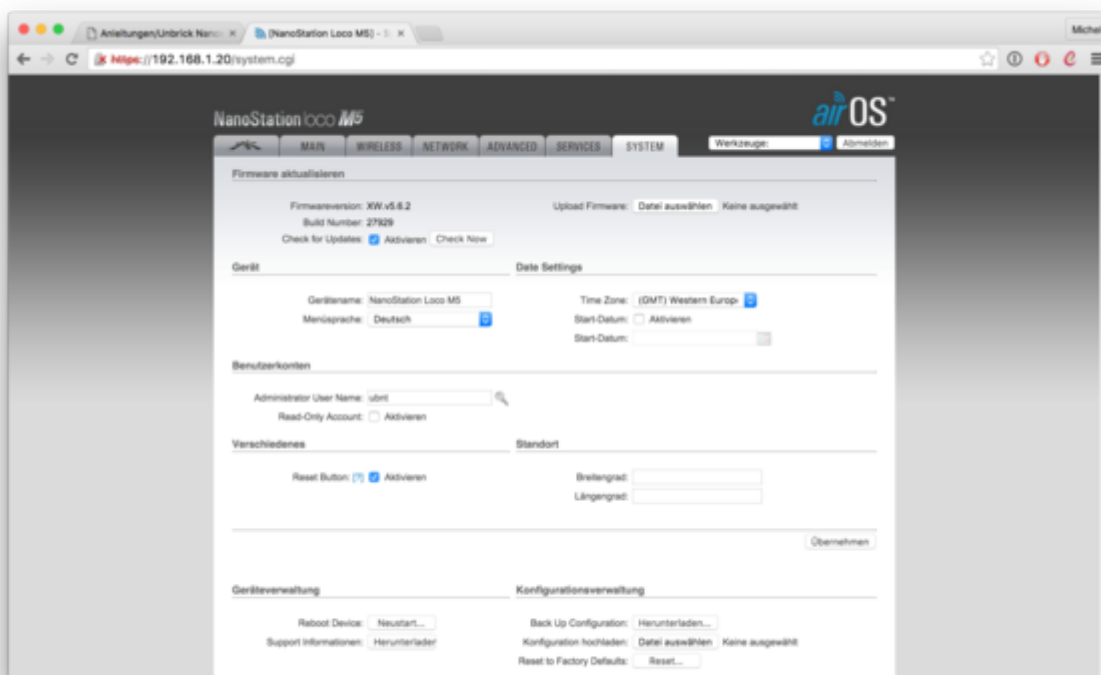 Anleitungen/Unbrick Nano
[NanoStation Loco M5] - S
Michel
https://192.168.1.20/system.cgi
NanoStation loco M5
airOS™
MAIN WIRELESS NETWORK ADVANCED SERVICES SYSTEM Werkzeuge: Abmelden
Firmware aktualisieren
Firmwareversion: XW.v5.6.2 Upload Firmware: Datei auswählen Keine ausgewählt
Build Number: 27929
Check for Updates: Aktivieren Check Now
Gerät Date Settings
Gerätename: NanoStation Loco M5 Time Zone: (GMT) Western Europ
Menüsprache: Deutsch Start-Datum: Aktivieren
Start-Datum:
Benutzerkonten
Administrator User Name: ubnt
Read-Only Account: Aktivieren
Verschiedenes Standort
Reset Button: [?] Aktivieren Breitengrad:
Längengrad:
Übernehmen
Geräteverwaltung Konfigurationsverwaltung
Reboot Device: Neustart... Back Up Configuration: Herunterladen...
Support Informationen: Herunterladen Konfiguration hochladen: Datei auswählen Keine ausgewählt
Reset to Factory Defaults: Reset...